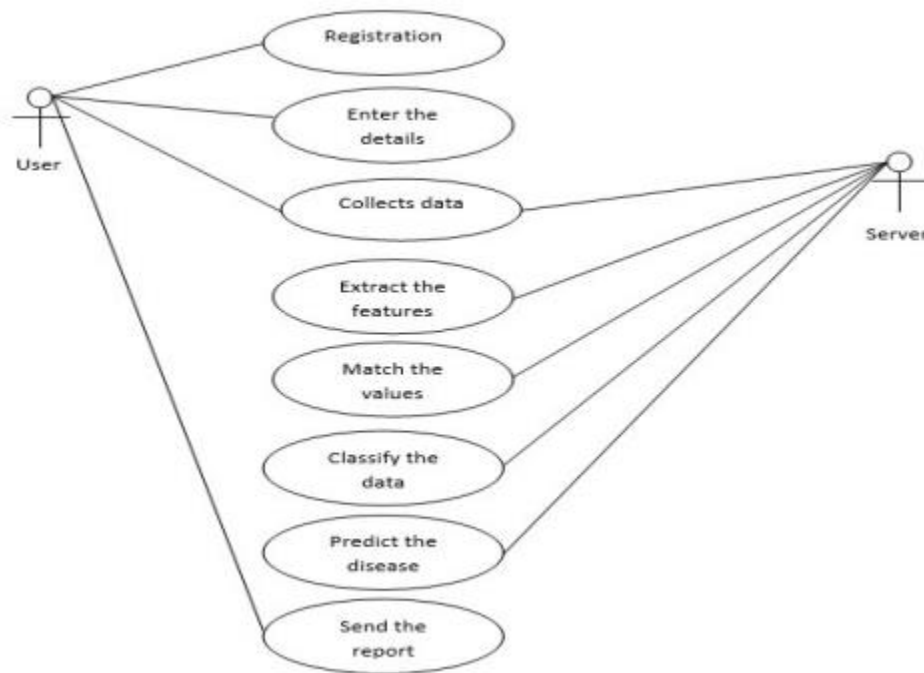 Registration
Enter the
details
User
Collects data
Server
Extract the
features
Match the
values
Classify the
data
Predict the
disease
Send the
report